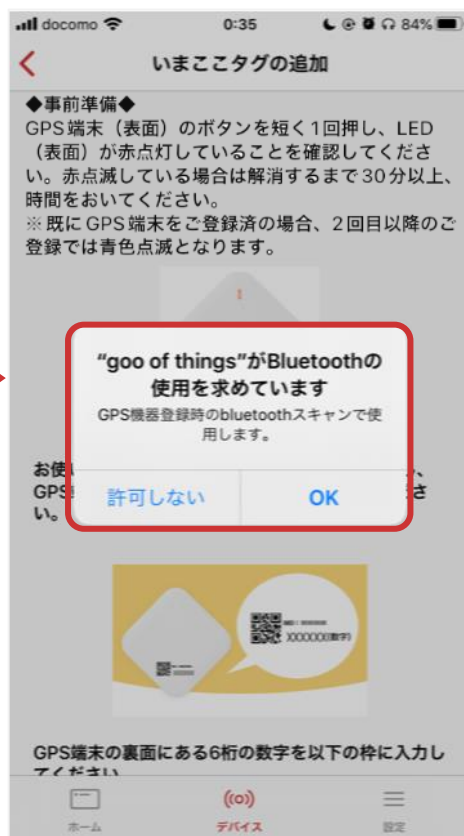 docomo 0:35 84%
いまここタグの追加
◆事前準備◆
GPS端末（表面）のボタンを短く1回押し、LED
（表面）が赤点灯していることを確認してくださ
い。赤点滅している場合は解消するまで30分以上、
時間をおいてください。
※既にGPS端末をご登録済の場合、2回目以降のご
登録では青色点滅となります。
“goo of things”がBluetoothの
使用を求めています
GPS機器登録時のbluetoothスキャンで使
用します。
許可しない OK
お使い
GPS
い。
XXXXXX(数字)
GPS端末の裏面にある6桁の数字を以下の枠に入力し
てください
ホーム デバイス 設定